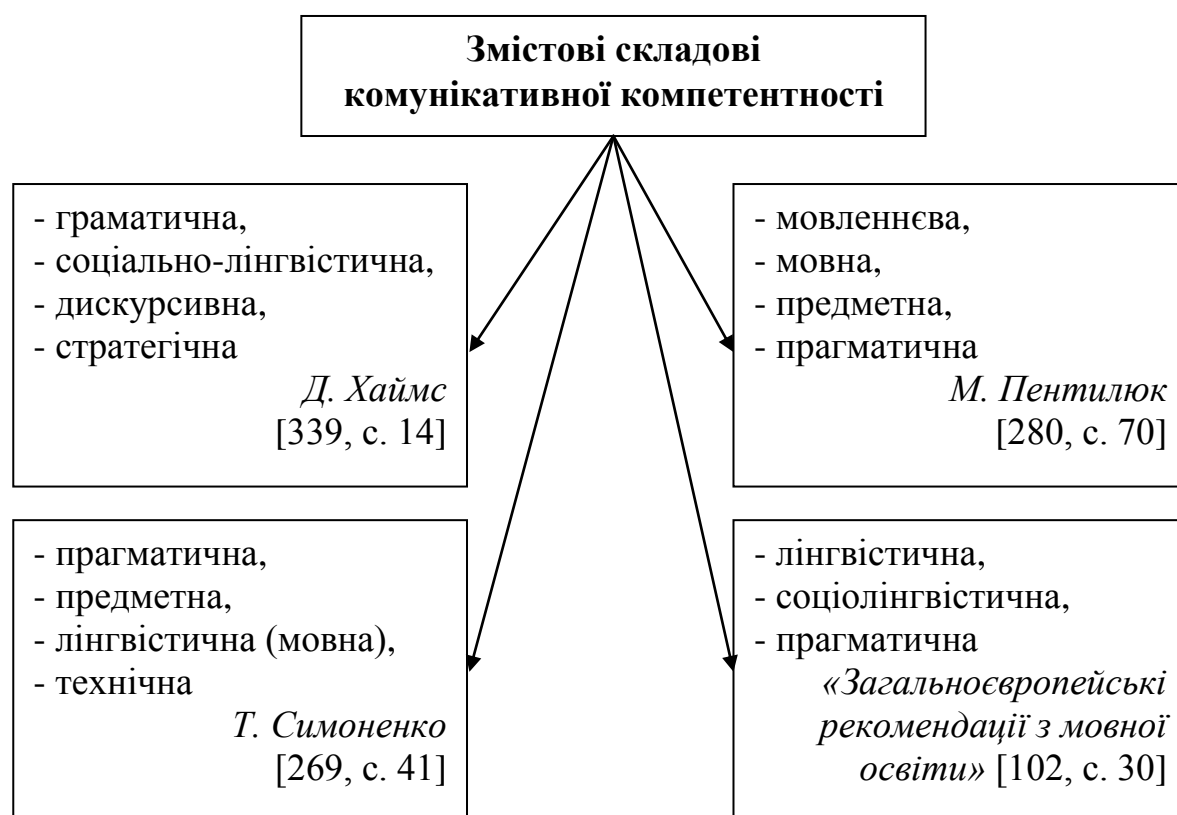 Змістові складові
комунікативної компетентності
- граматична,
- соціально-лінгвістична,
- дискурсивна,
- стратегічна
Д. Хаймс
[339, с. 14]
- мовленнєва,
- мовна,
- предметна,
- прагматична
М. Пентилюк
[280, с. 70]
- прагматична,
- предметна,
- лінгвістична (мовна),
- технічна
Т. Симоненко
[269, с. 41]
- лінгвістична,
- соціолінгвістична,
- прагматична
«Загальноєвропейські
рекомендації з мовної
освіти» [102, с. 30]